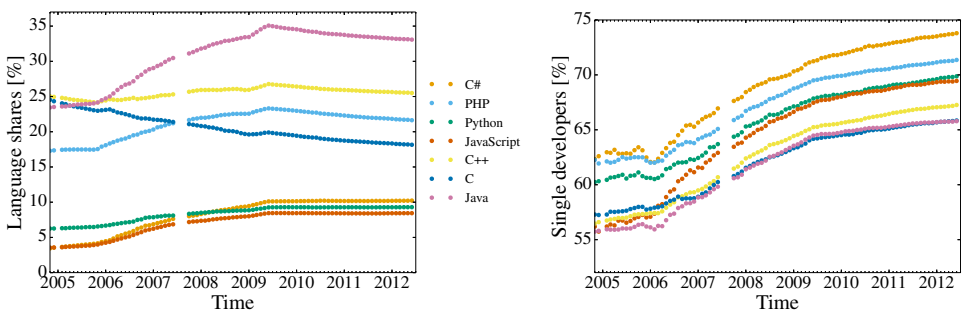 Language shares [%]
35
30
25
20
15
10
5
0
2005 2006 2007 2008 2009 2010 2011 2012
Time
C#
PHP
Python
JavaScript
C++
C
Java
Single developers [%]
75
70
65
60
55
2005 2006 2007 2008 2009 2010 2011 2012
Time